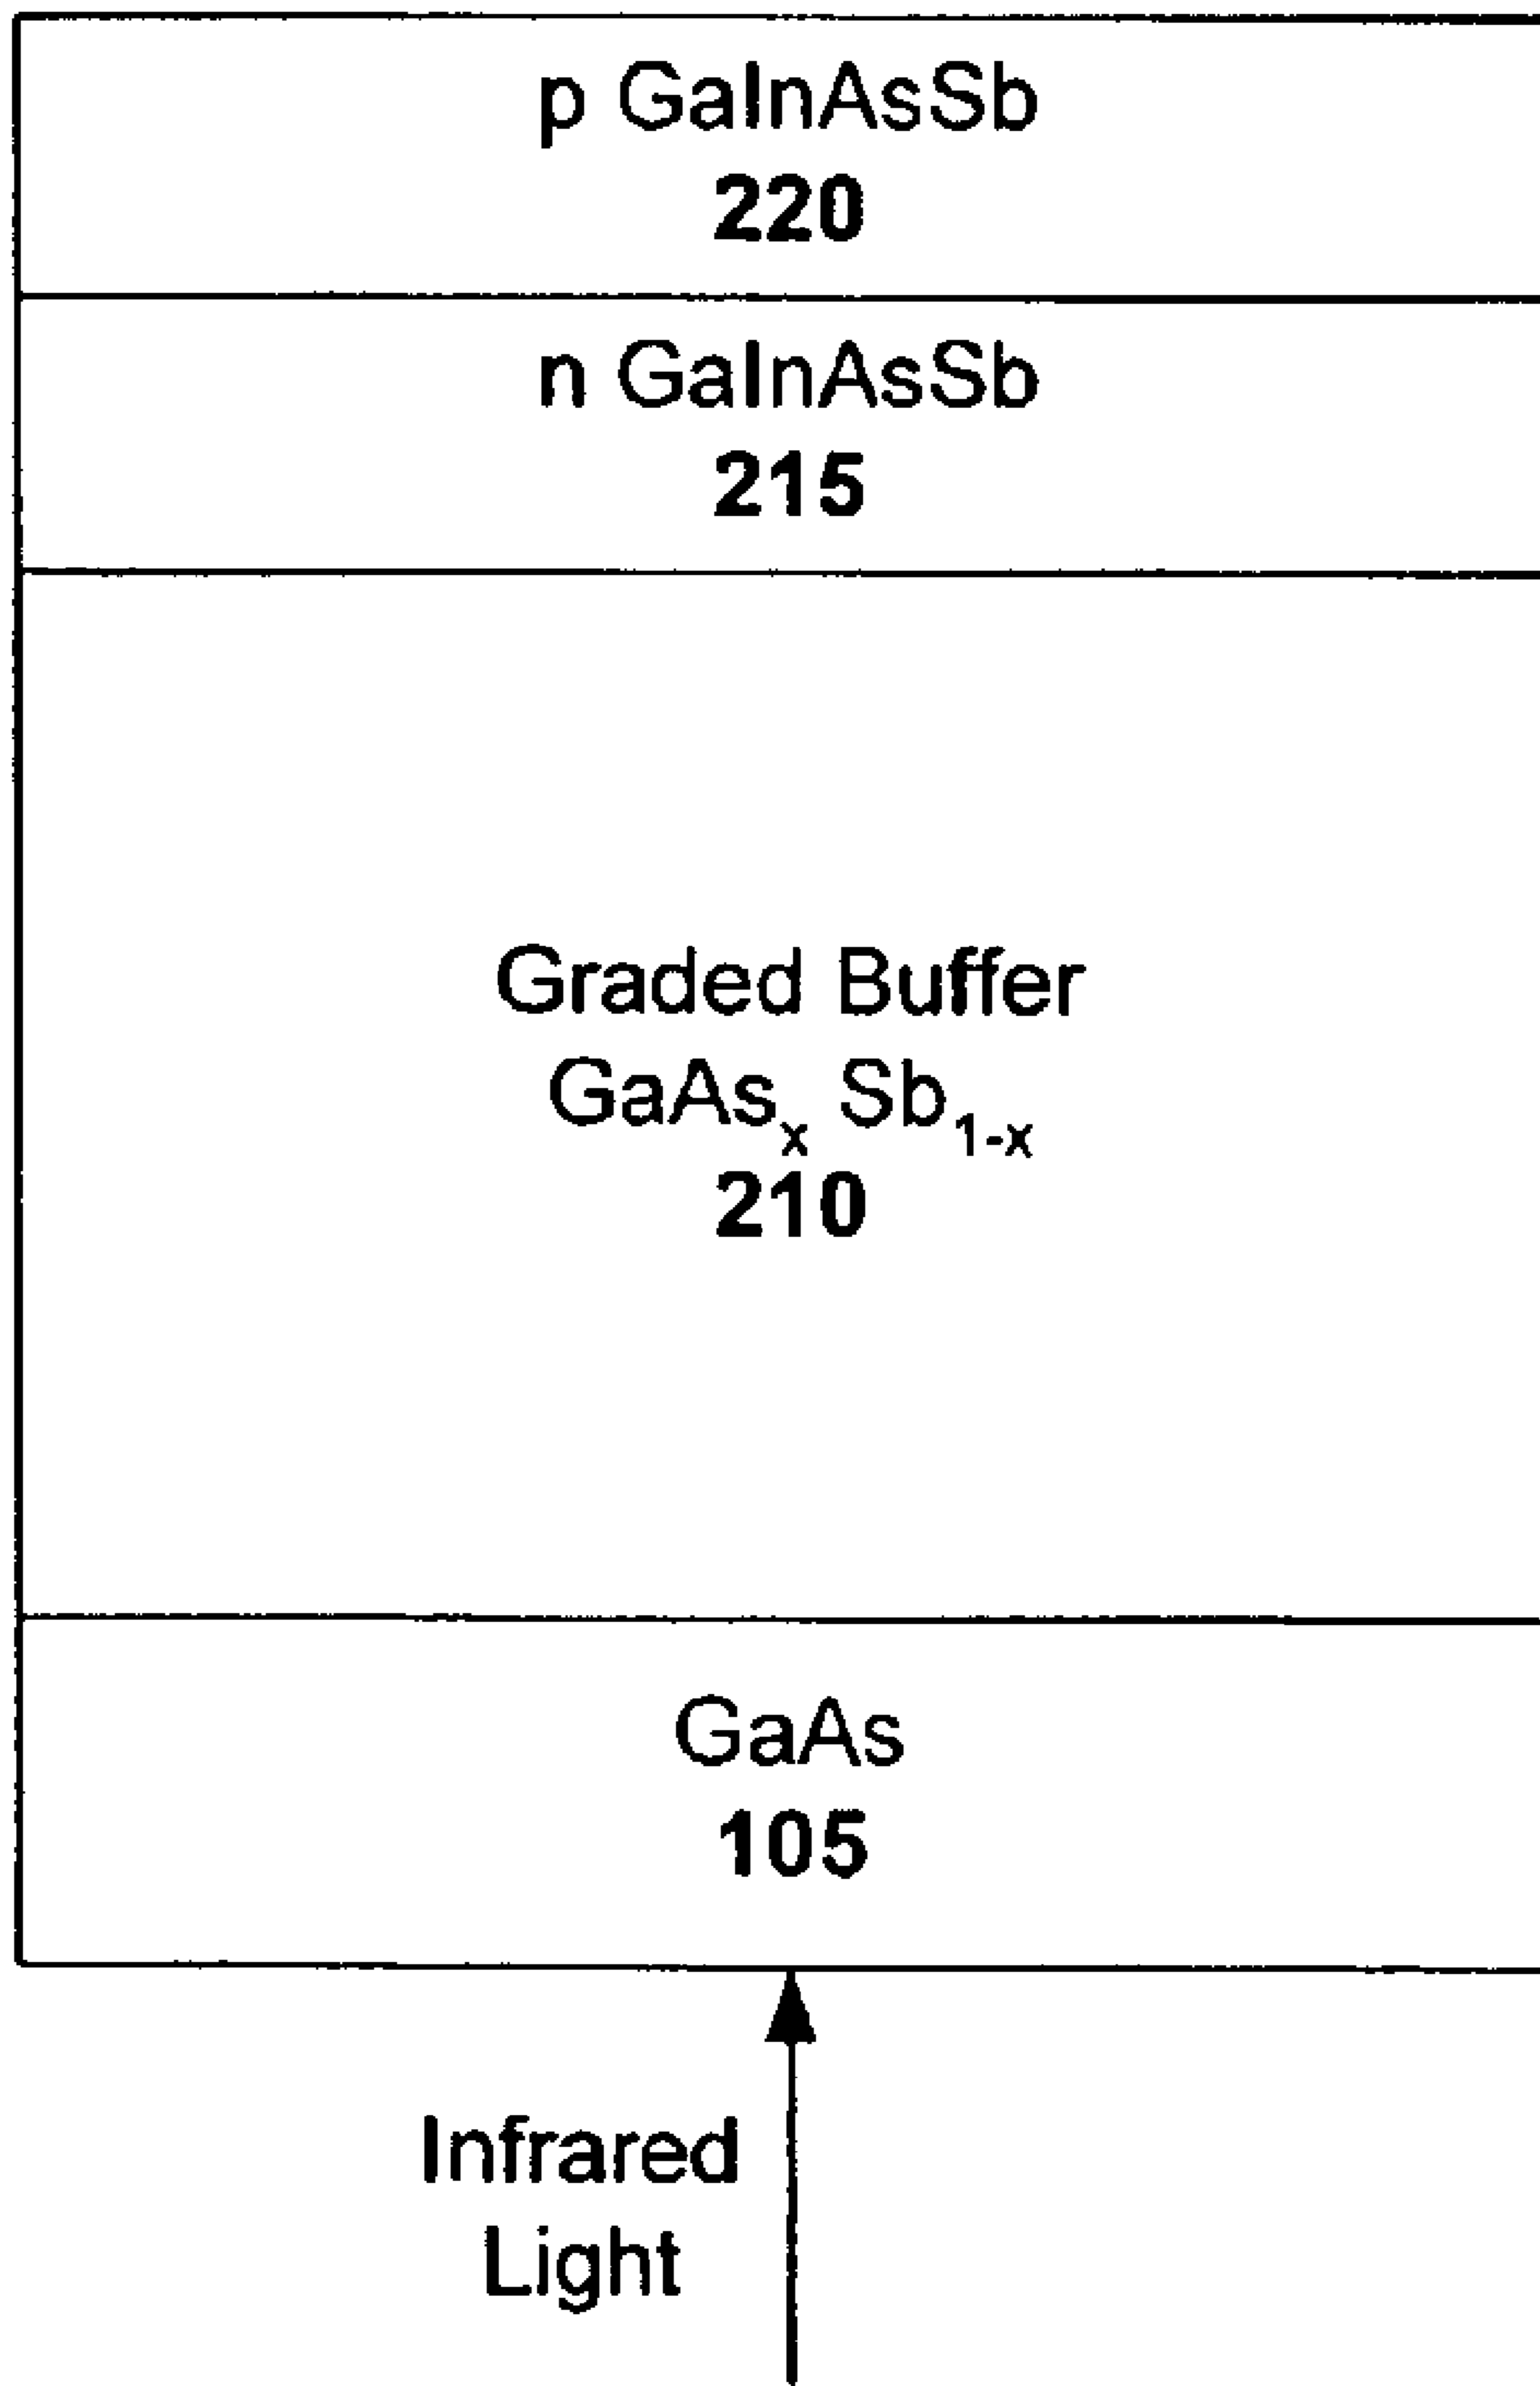 p GaInAsSb
220
n GaInAsSb
215
Graded Buffer
GaAsₓ Sb₁₋ₓ
210
GaAs
105
Infrared
Light